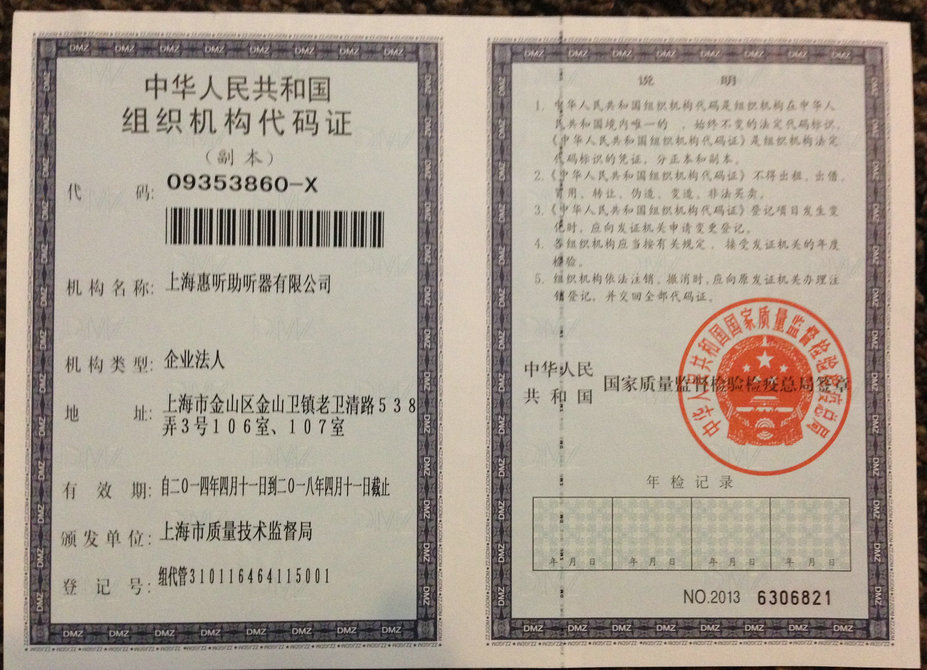 中华人民共和国
组织机构代码证
(副本)
代 码: 09353860-X
机构名称: 上海惠听助听器有限公司
机构类型: 企业法人
地 址: 上海市金山区金山卫镇老卫清路538
弄3号106室、107室
有 效 期: 自二0一四年四月十一日到二0一八年四月十一日截止
颁发单位: 上海市质量技术监督局
登 记 号: 组代管310116464115001
说 明
1. 中华人民共和国组织机构代码是组织机构在中华人
民共和国境内唯一的、始终不变的法定代码标识,
《中华人民共和国组织机构代码证》是组织机构法定
代码标识的凭证,分正本和副本。
2.《中华人民共和国组织机构代码证》不得出租、出借、
冒用、转让、伪造、变造、非法买卖。
3.《中华人民共和国组织机构代码证》登记项目发生变
化时,应向发证机关申请变更登记。
4. 各组织机构应当按有关规定,接受发证机关的年度
检验。
5. 组织机构依法注销、撤消时,应向原发证机关办理注
销登记,并交回全部代码证。
中华人民
共和国 国家质量监督检验检疫总局签章
中华人民共和国国家质量监督检验检疫总局
年检记录
年 月 日 年 月 日 年 月 日 年 月 日
NO.2013 6306821
DMZ